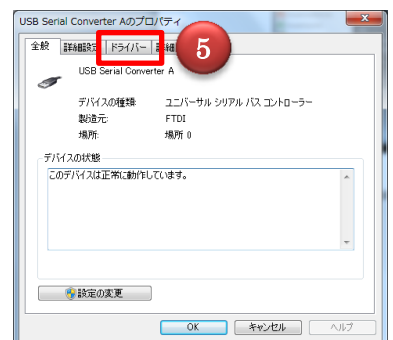 USB Serial Converter Aのプロパティ
全般 詳細設定 ドライバー 詳細
5
USB Serial Converter A
デバイスの種類: ユニバーサル シリアル バス コントローラー
製造元: FTDI
場所: 場所 0
デバイスの状態
このデバイスは正常に動作しています。
設定の変更
OK キャンセル ヘルプ